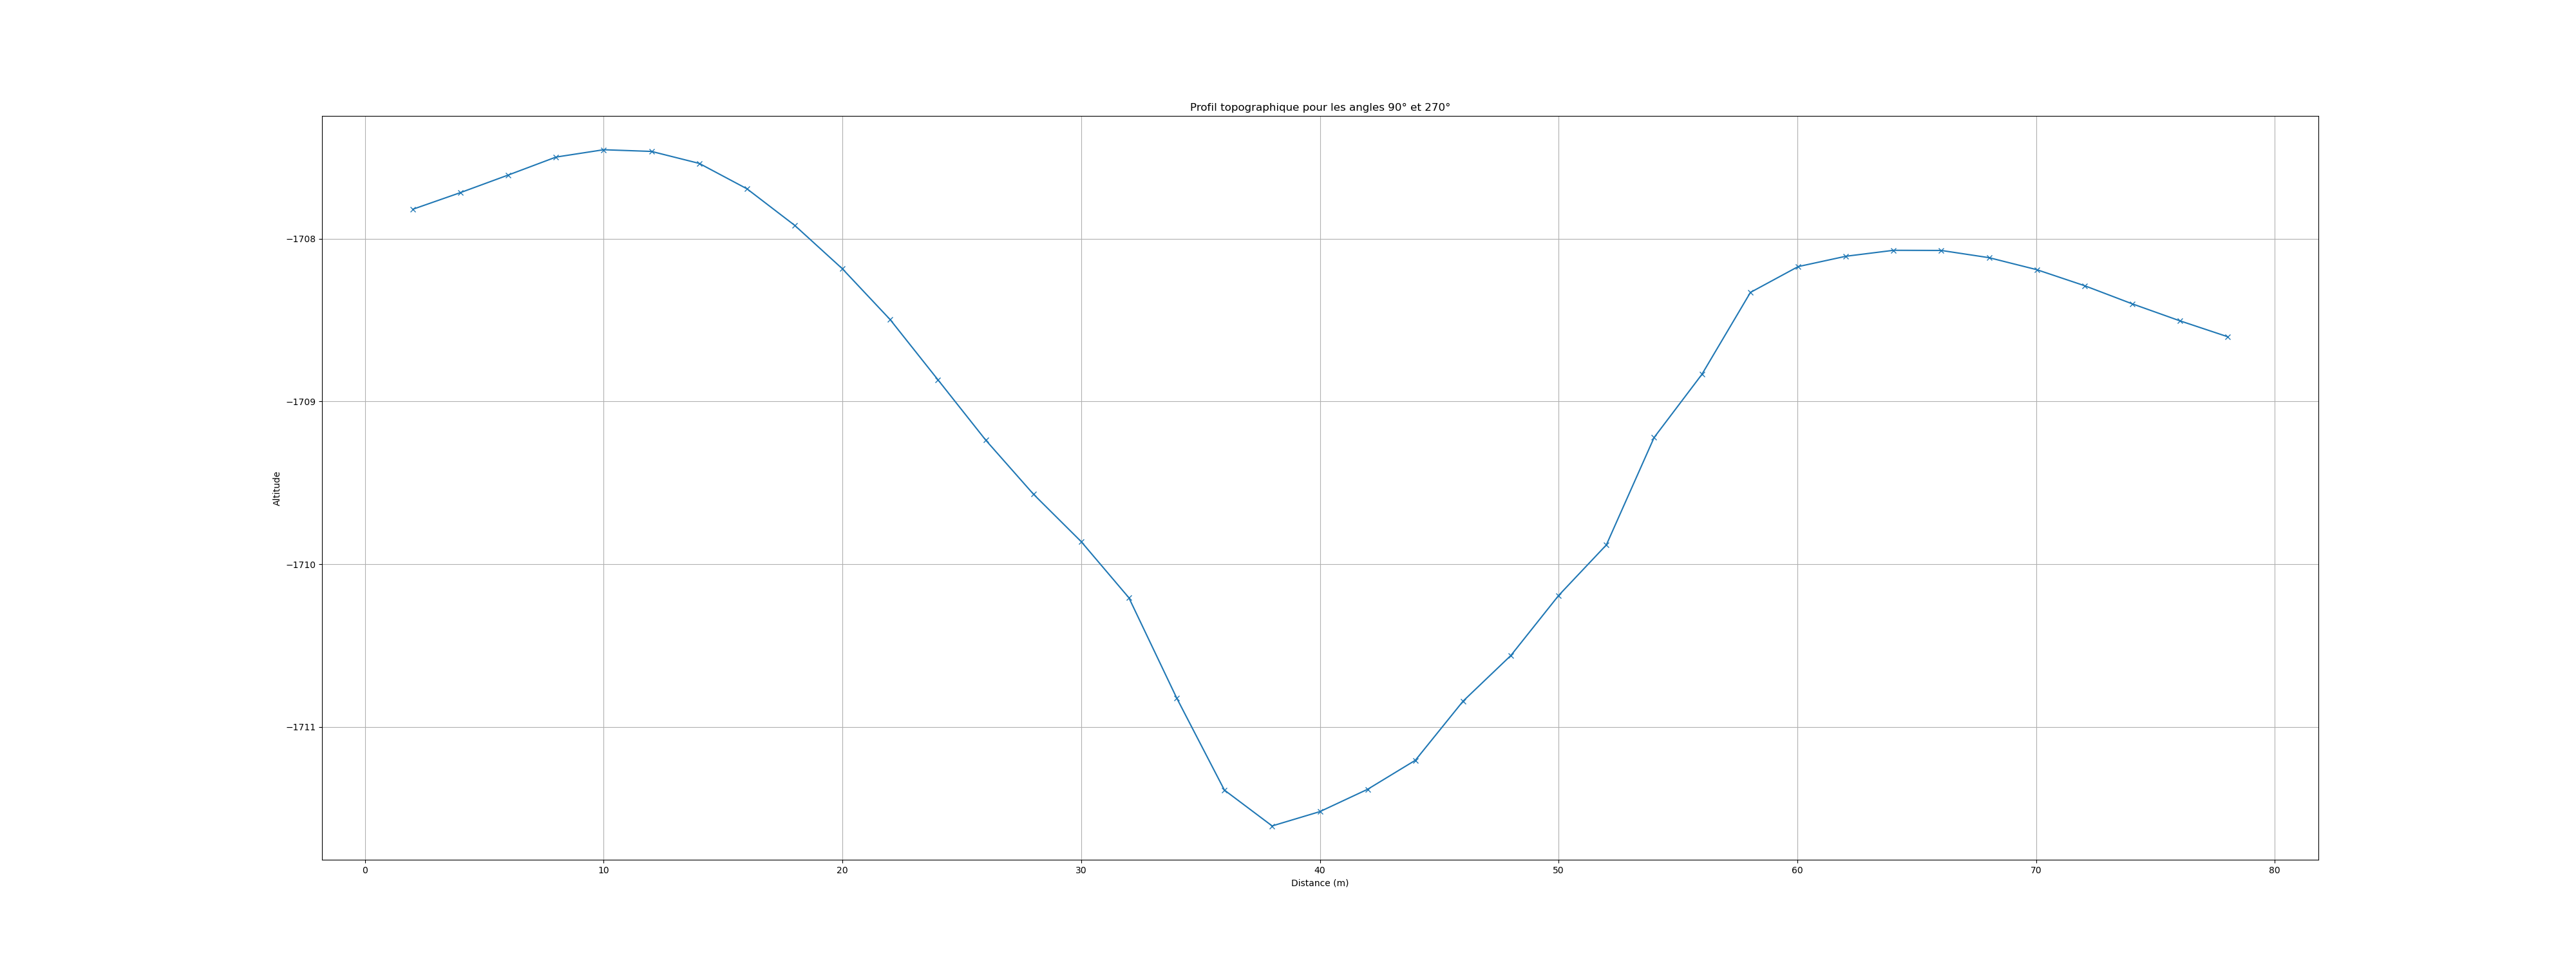 Profil topographique pour les angles 90° et 270°
Altitude
−1708
−1709
−1710
−1711
0 10 20 30 40 50 60 70 80
Distance (m)